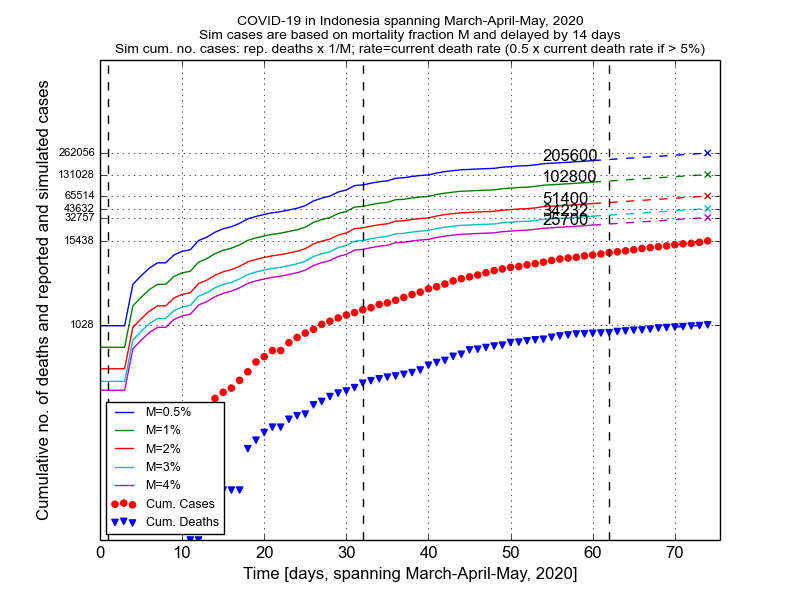 COVID-19 in Indonesia spanning March-April-May, 2020
Sim cases are based on mortality fraction M and delayed by 14 days
Sim cum. no. cases: rep. deaths x 1/M; rate=current death rate (0.5 x current death rate if > 5%)
Cumulative no. of deaths and reported and simulated cases
262056
131028
65514
43632
32757
15438
1028
205600
102800
51400
34232
25700
M=0.5%
M=1%
M=2%
M=3%
M=4%
Cum. Cases
Cum. Deaths
0 10 20 30 40 50 60 70
Time [days, spanning March-April-May, 2020]